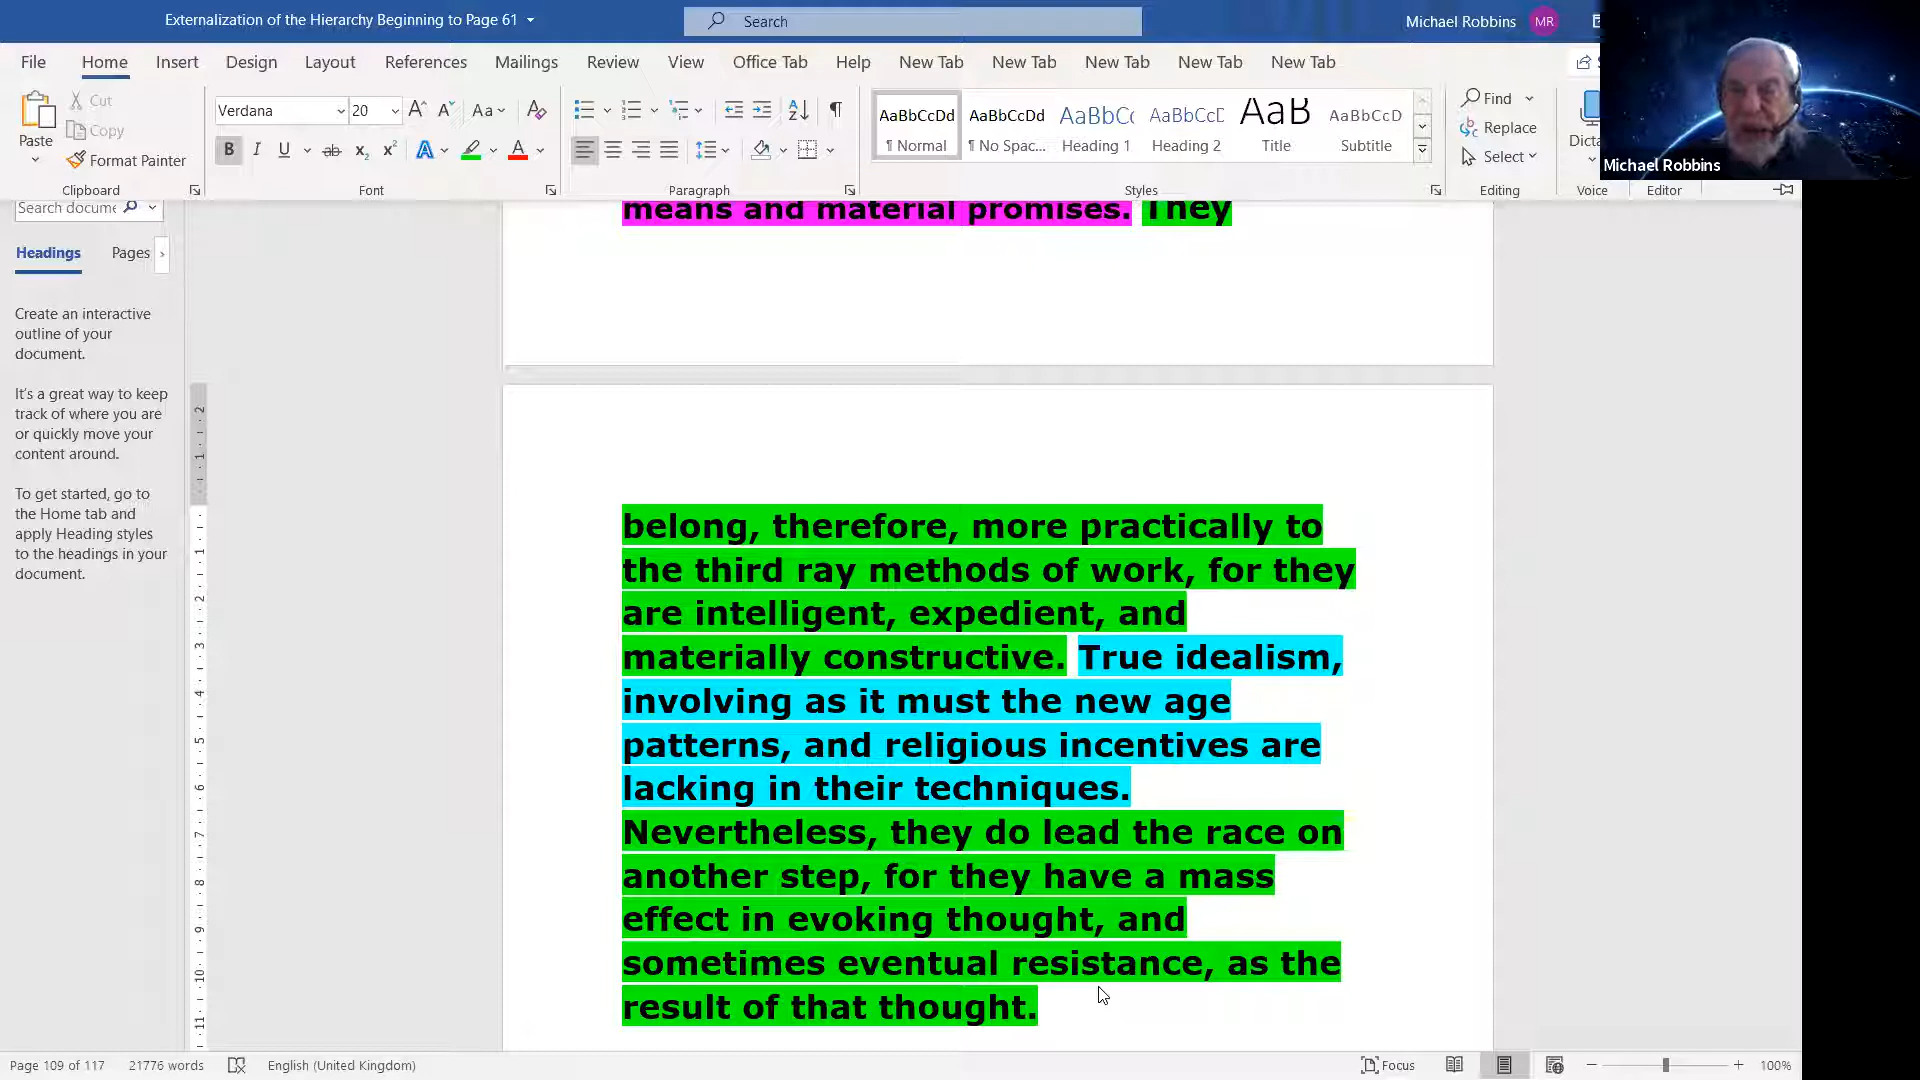 Externalization of the Hierarchy Beginning to Page 61
Search
Michael Robbins MR
File Home Insert Design Layout References Mailings Review View Office Tab Help New Tab New Tab New Tab New Tab New Tab
Paste
Cut
Copy
Format Painter
Clipboard
Verdana 20
Font
Paragraph
AaBbCcDd AaBbCcDd AaBbCc AaBbCcD AaB AaBbCcD
¶ Normal ¶ No Spac... Heading 1 Heading 2 Title Subtitle
Styles
Find
Replace
Select
Editing
Dicta
Voice
Editor
Michael Robbins
Search docume
Headings Pages
Create an interactive
outline of your
document.
It's a great way to keep
track of where you are
or quickly move your
content around.
To get started, go to
the Home tab and
apply Heading styles
to the headings in your
document.
means and material promises. They
belong, therefore, more practically to
the third ray methods of work, for they
are intelligent, expedient, and
materially constructive. True idealism,
involving as it must the new age
patterns, and religious incentives are
lacking in their techniques.
Nevertheless, they do lead the race on
another step, for they have a mass
effect in evoking thought, and
sometimes eventual resistance, as the
result of that thought.
Page 109 of 117 21776 words English (United Kingdom) Focus 100%